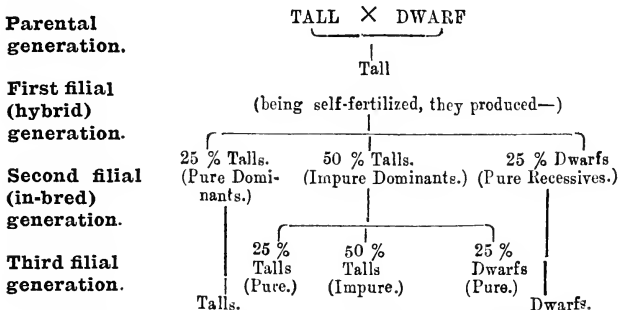 Parental generation.
TALL × DWARF
Tall
First filial (hybrid) generation.
(being self-fertilized, they produced—)
Second filial (in-bred) generation.
25 % Talls. (Pure Domi-
nants.)
50 % Talls. (Impure Dominants.)
25 % Dwarfs (Pure Recessives.)
Third filial generation.
25 % Talls (Pure.)
50 % Talls (Impure.)
25 % Dwarfs (Pure.)
Talls.
Dwarfs.